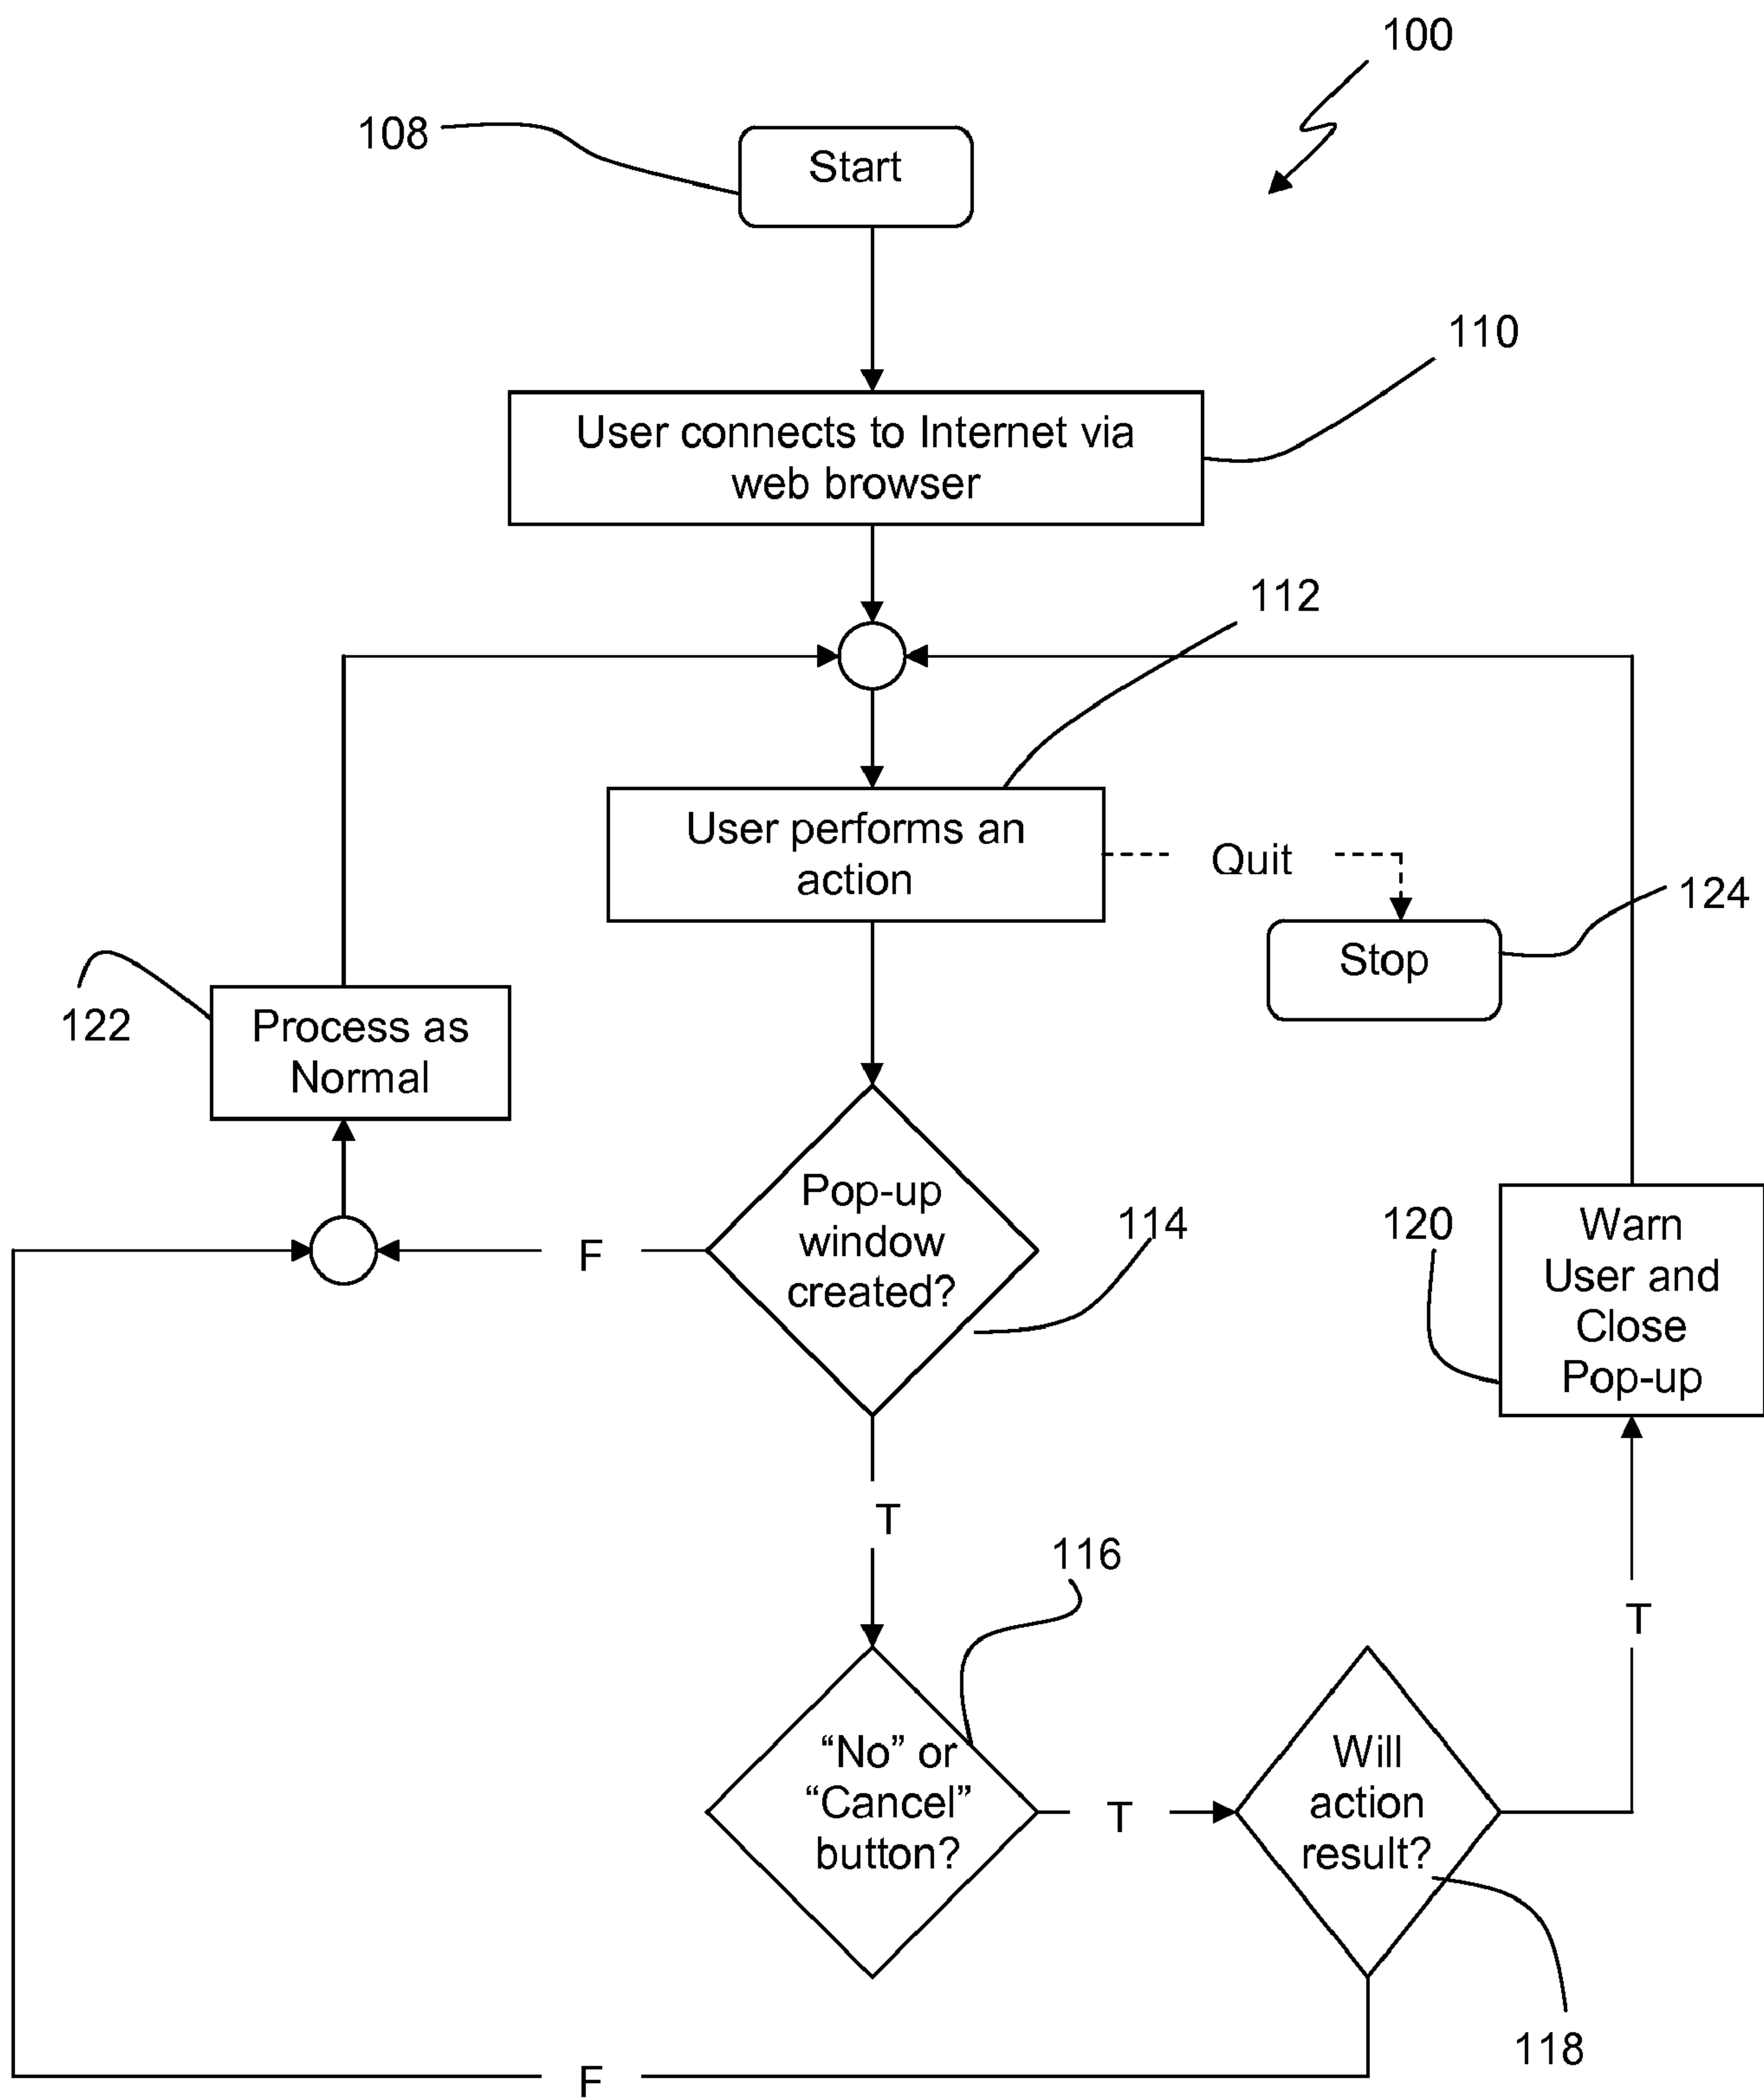 100
108
Start
110
User connects to Internet via
web browser
112
User performs an
action
Quit
124
Stop
122
Process as
Normal
Pop-up
window
created?
114
F
120
Warn
User and
Close
Pop-up
T
116
T
“No” or
“Cancel”
button?
T
Will
action
result?
118
F